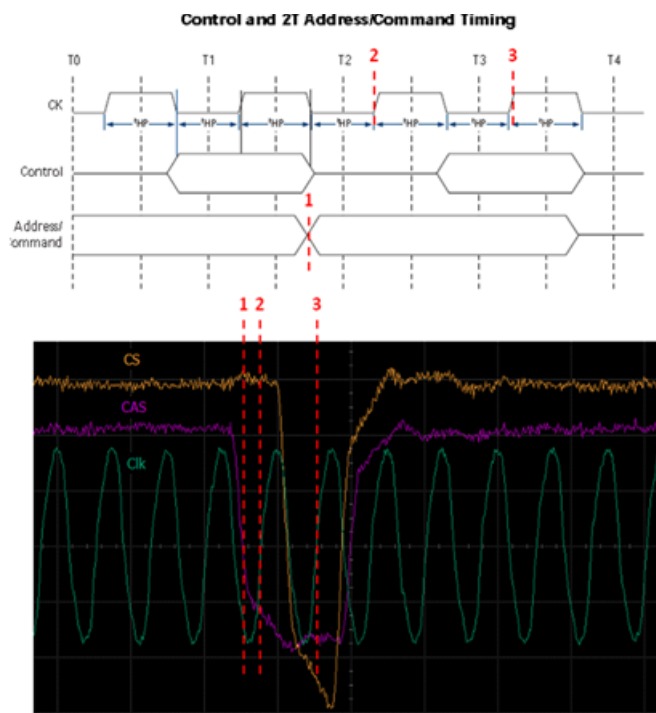 Control and 2T Address/Command Timing
T0 T1 T2 2 T3 3 T4
CK
tHP tHP tHP tHP tHP tHP tHP
Control
1
Address/
Command
1 2 3
CS
CAS
Clk